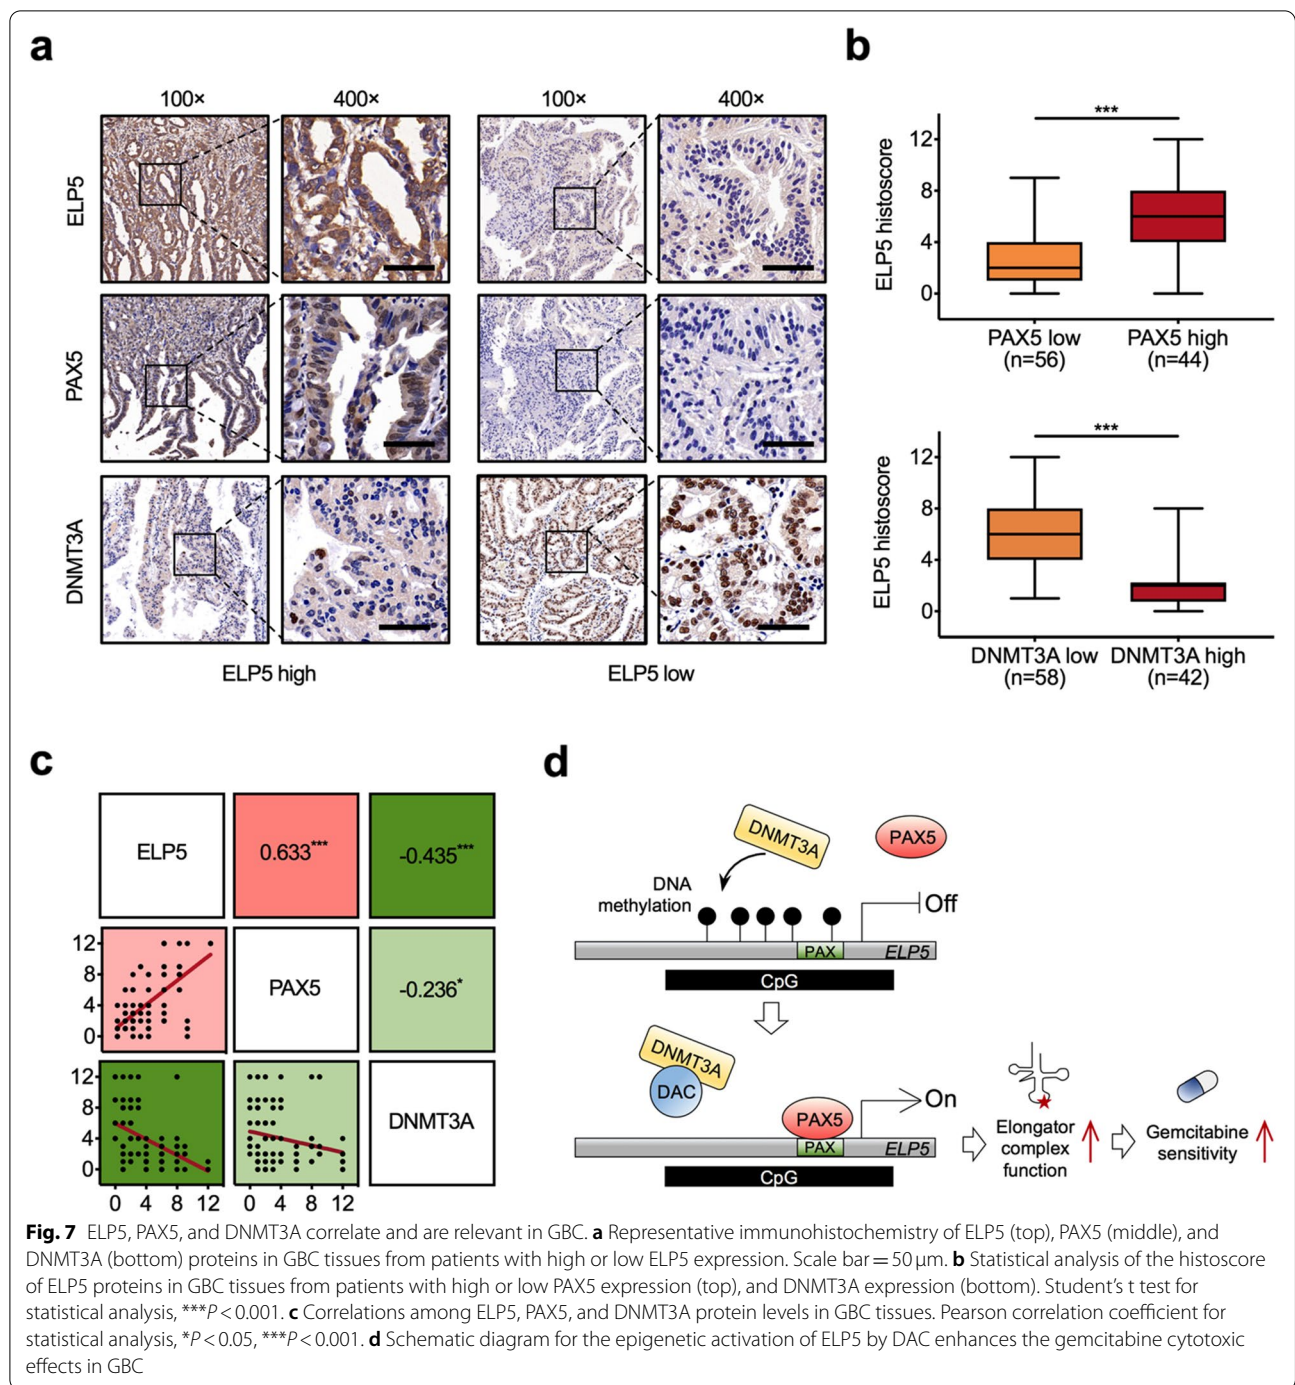 a
100×
400×
100×
400×
ELP5
PAX5
DNMT3A
ELP5 high
ELP5 low
b
***
12
8
4
0
ELP5 histoscore
PAX5 low
(n=56)
PAX5 high
(n=44)
***
12
8
4
0
ELP5 histoscore
DNMT3A low
(n=58)
DNMT3A high
(n=42)
c
ELP5
0.633***
-0.435***
12
8
4
0
PAX5
-0.236*
12
8
4
0
DNMT3A
0 4 8 12
0 4 8 12
d
DNMT3A
PAX5
DNA
methylation
Off
PAX
ELP5
CpG
DNMT3A
DAC
PAX5
On
PAX
ELP5
CpG
Elongator
complex
function
Gemcitabine
sensitivity
Fig. 7 ELP5, PAX5, and DNMT3A correlate and are relevant in GBC. a Representative immunohistochemistry of ELP5 (top), PAX5 (middle), and
DNMT3A (bottom) proteins in GBC tissues from patients with high or low ELP5 expression. Scale bar = 50 μm. b Statistical analysis of the histoscore
of ELP5 proteins in GBC tissues from patients with high or low PAX5 expression (top), and DNMT3A expression (bottom). Student's t test for
statistical analysis, ***P < 0.001. c Correlations among ELP5, PAX5, and DNMT3A protein levels in GBC tissues. Pearson correlation coefficient for
statistical analysis, *P < 0.05, ***P < 0.001. d Schematic diagram for the epigenetic activation of ELP5 by DAC enhances the gemcitabine cytotoxic
effects in GBC